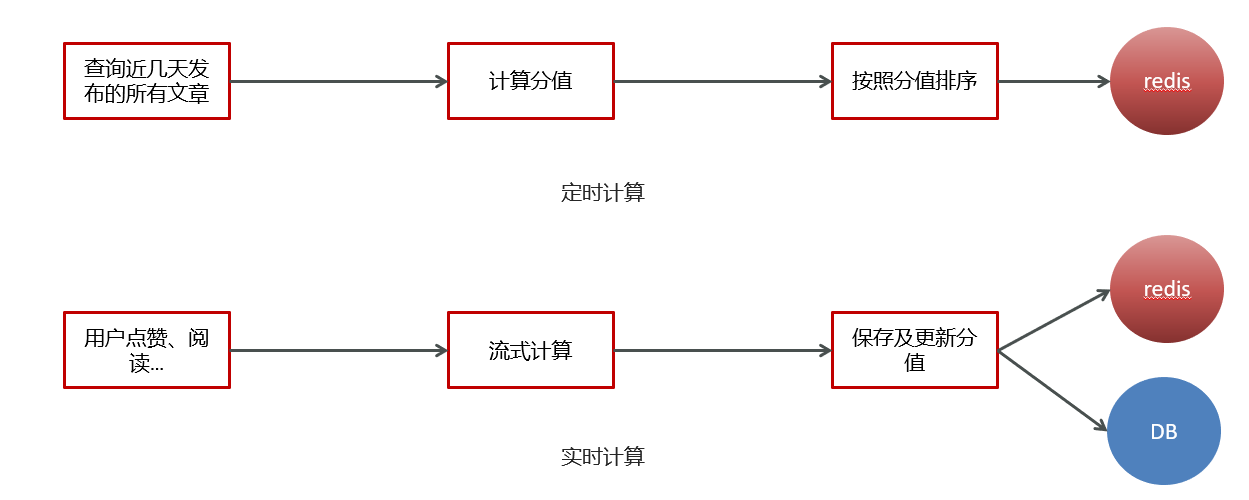 查询近几天发
布的所有文章
计算分值
按照分值排序
redis
定时计算
用户点赞、阅
读...
流式计算
保存及更新分
值
redis
DB
实时计算